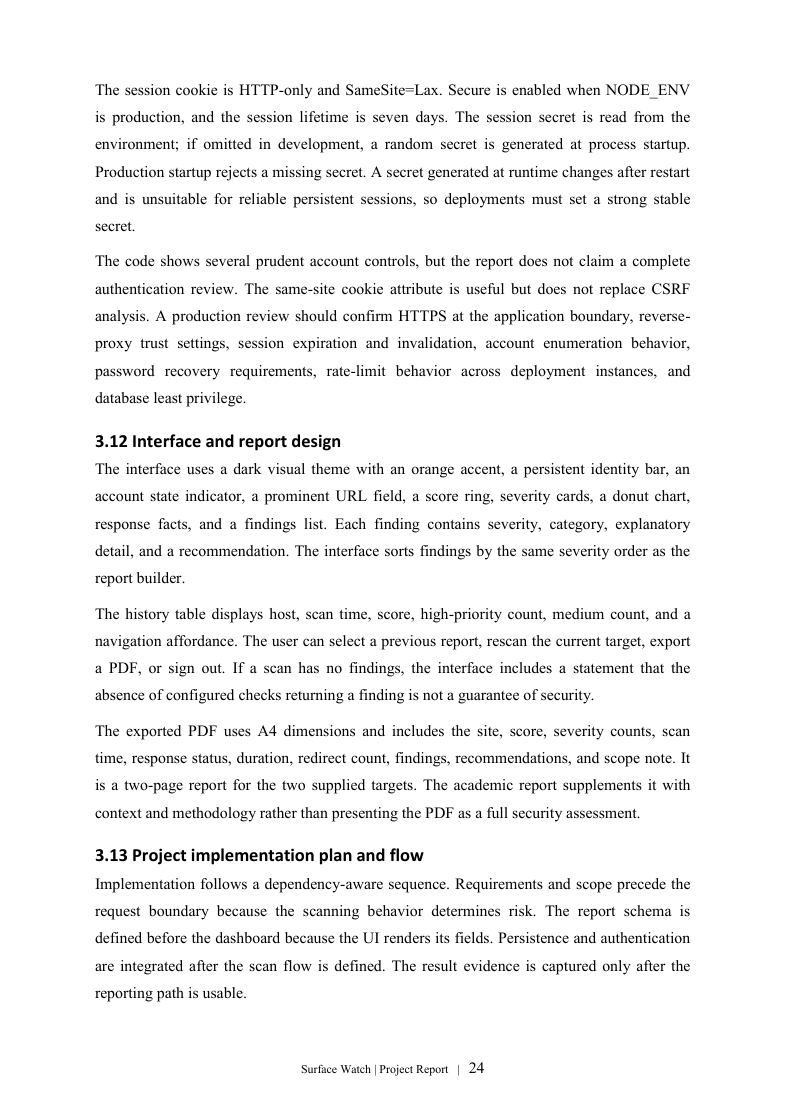 The session cookie is HTTP-only and SameSite=Lax. Secure is enabled when NODE_ENV
is production, and the session lifetime is seven days. The session secret is read from the
environment; if omitted in development, a random secret is generated at process startup.
Production startup rejects a missing secret. A secret generated at runtime changes after restart
and is unsuitable for reliable persistent sessions, so deployments must set a strong stable
secret.
The code shows several prudent account controls, but the report does not claim a complete
authentication review. The same-site cookie attribute is useful but does not replace CSRF
analysis. A production review should confirm HTTPS at the application boundary, reverse-
proxy trust settings, session expiration and invalidation, account enumeration behavior,
password recovery requirements, rate-limit behavior across deployment instances, and
database least privilege.
3.12 Interface and report design
The interface uses a dark visual theme with an orange accent, a persistent identity bar, an
account state indicator, a prominent URL field, a score ring, severity cards, a donut chart,
response facts, and a findings list. Each finding contains severity, category, explanatory
detail, and a recommendation. The interface sorts findings by the same severity order as the
report builder.
The history table displays host, scan time, score, high-priority count, medium count, and a
navigation affordance. The user can select a previous report, rescan the current target, export
a PDF, or sign out. If a scan has no findings, the interface includes a statement that the
absence of configured checks returning a finding is not a guarantee of security.
The exported PDF uses A4 dimensions and includes the site, score, severity counts, scan
time, response status, duration, redirect count, findings, recommendations, and scope note. It
is a two-page report for the two supplied targets. The academic report supplements it with
context and methodology rather than presenting the PDF as a full security assessment.
3.13 Project implementation plan and flow
Implementation follows a dependency-aware sequence. Requirements and scope precede the
request boundary because the scanning behavior determines risk. The report schema is
defined before the dashboard because the UI renders its fields. Persistence and authentication
are integrated after the scan flow is defined. The result evidence is captured only after the
reporting path is usable.
Surface Watch | Project Report | 24